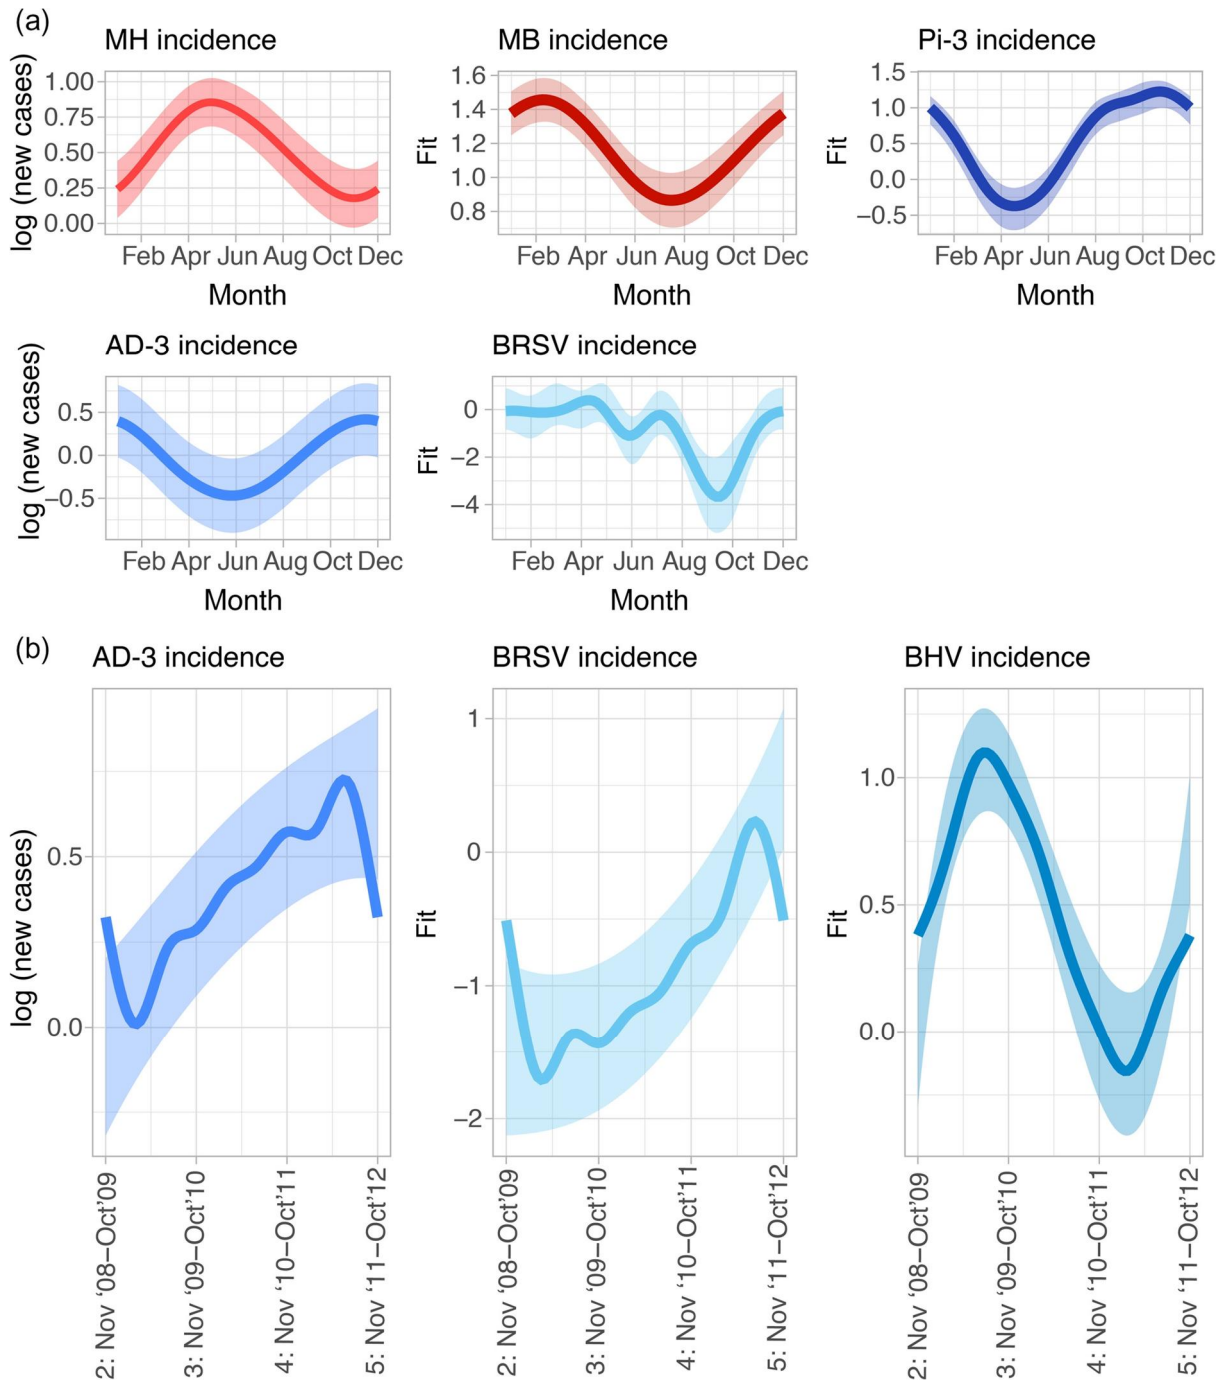 (a)
MH incidence
MB incidence
Pi-3 incidence
log (new cases)
1.00
0.75
0.50
0.25
0.00
Feb Apr Jun Aug Oct Dec
Month
Fit
1.6
1.4
1.2
1.0
0.8
Feb Apr Jun Aug Oct Dec
Month
Fit
1.5
1.0
0.5
0.0
−0.5
Feb Apr Jun Aug Oct Dec
Month
AD-3 incidence
BRSV incidence
log (new cases)
0.5
0.0
−0.5
Feb Apr Jun Aug Oct Dec
Month
Fit
0
−2
−4
Feb Apr Jun Aug Oct Dec
Month
(b)
AD-3 incidence
BRSV incidence
BHV incidence
log (new cases)
0.5
0.0
2: Nov ‘08–Oct’09
3: Nov ‘09–Oct’10
4: Nov ‘10–Oct’11
5: Nov ‘11–Oct’12
Fit
1
0
−1
−2
2: Nov ‘08–Oct’09
3: Nov ‘09–Oct’10
4: Nov ‘10–Oct’11
5: Nov ‘11–Oct’12
Fit
1.0
0.5
0.0
2: Nov ‘08–Oct’09
3: Nov ‘09–Oct’10
4: Nov ‘10–Oct’11
5: Nov ‘11–Oct’12